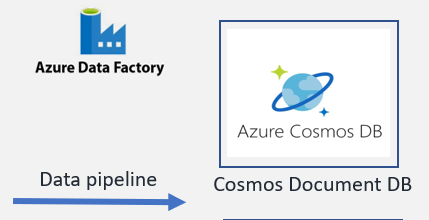 Azure Data Factory
Azure Cosmos DB
Data pipeline
Cosmos Document DB